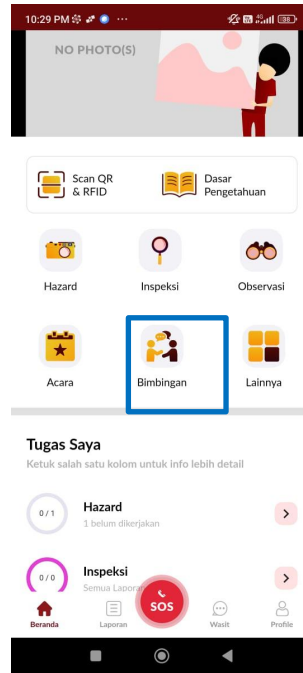 10:29 PM
4G
38
NO PHOTO(S)
Scan QR
& RFID
Dasar
Pengetahuan
Hazard
Inspeksi
Observasi
Acara
Bimbingan
Lainnya
Tugas Saya
Ketuk salah satu kolom untuk info lebih detail
0/1
Hazard
1 belum dikerjakan
0/0
Inspeksi
Semua Lapora
SOS
Beranda
Laporan
Wasit
Profile